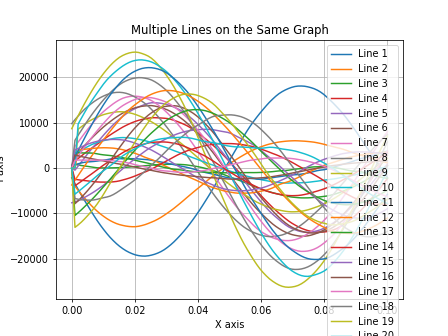 Multiple Lines on the Same Graph
20000
10000
0
−10000
−20000
0.00
0.02
0.04
0.06
X axis
Line 1
Line 2
Line 3
Line 4
Line 5
Line 6
Line 7
Line 8
Line 9
Line 10
Line 11
Line 12
Line 13
Line 14
Line 15
Line 16
Line 17
Line 18
Line 19